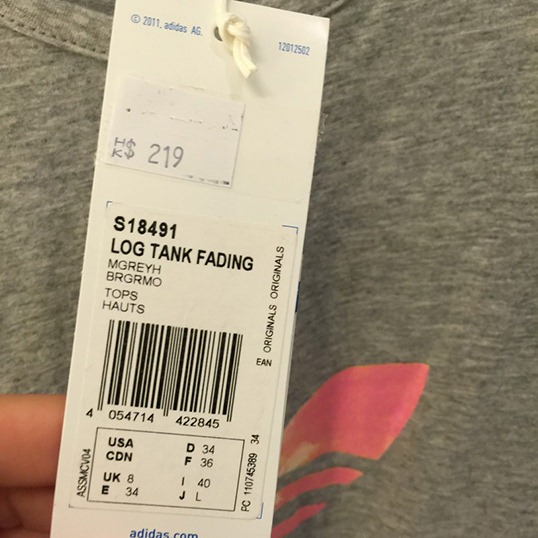 © 2011. adidas AG.
12012502
HK$ 219
S18491
LOG TANK FADING
MGREYH
BRGRMO
TOPS
HAUTS
ORIGINALS ORIGINALS
EAN
4 054714 422845
USA
CDN
UK 8
E 34
D 34
F 36
I 40
J L
ASSMCV04
PC 110745389 34
adidas.com